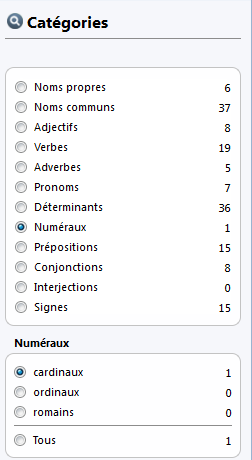 Catégories
Noms propres 6
Noms communs 37
Adjectifs 8
Verbes 19
Adverbes 5
Pronoms 7
Déterminants 36
Numéraux 1
Prépositions 15
Conjonctions 8
Interjections 0
Signes 15
Numéraux
cardinaux 1
ordinaux 0
romains 0
Tous 1